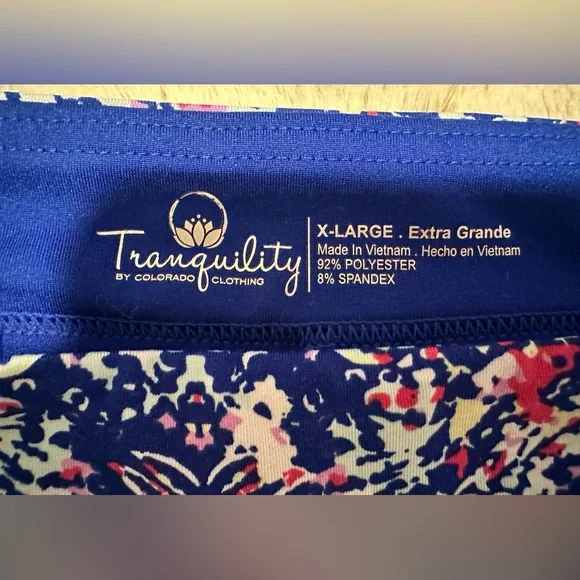 Tranquility
BY COLORADO CLOTHING
X-LARGE . Extra Grande
Made In Vietnam . Hecho en Vietnam
92% POLYESTER
8% SPANDEX